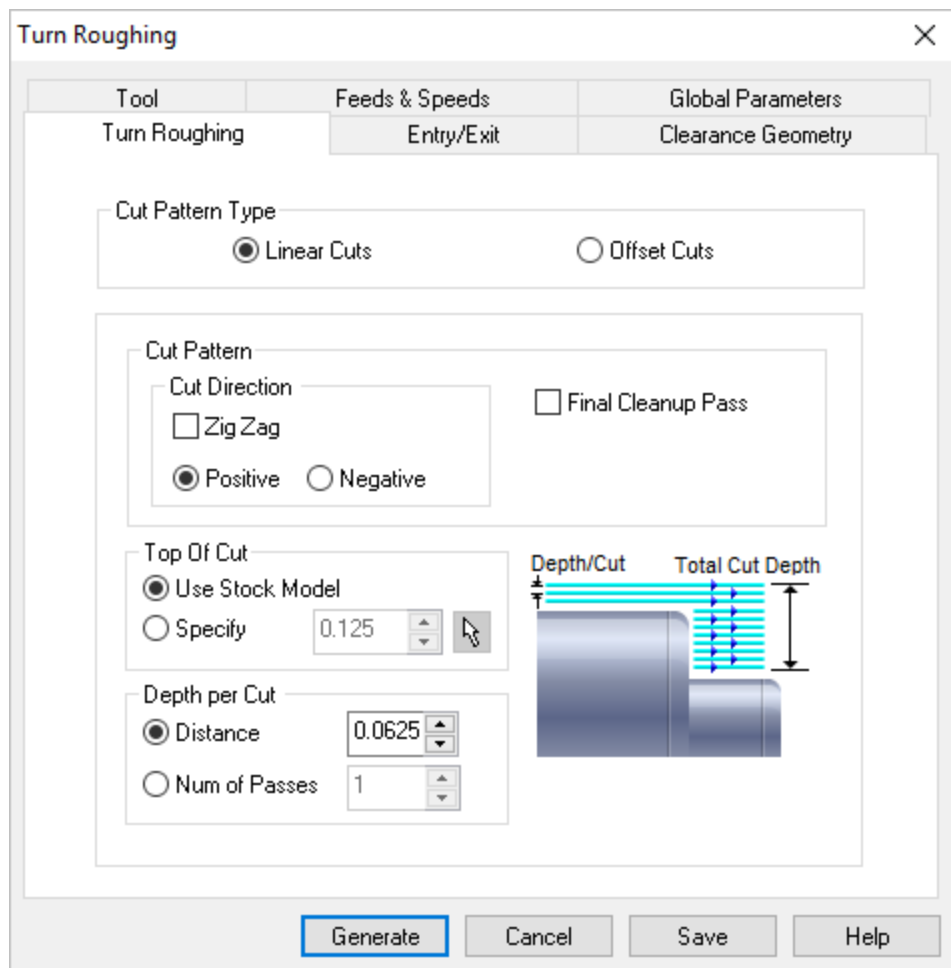 Turn Roughing
Tool Feeds & Speeds Global Parameters
Turn Roughing Entry/Exit Clearance Geometry
Cut Pattern Type
Linear Cuts Offset Cuts
Cut Pattern
Cut Direction
Final Cleanup Pass
Zig Zag
Positive Negative
Top Of Cut
Depth/Cut Total Cut Depth
Use Stock Model
Specify 0.125
Depth per Cut
Distance 0.0625
Num of Passes 1
Generate Cancel Save Help